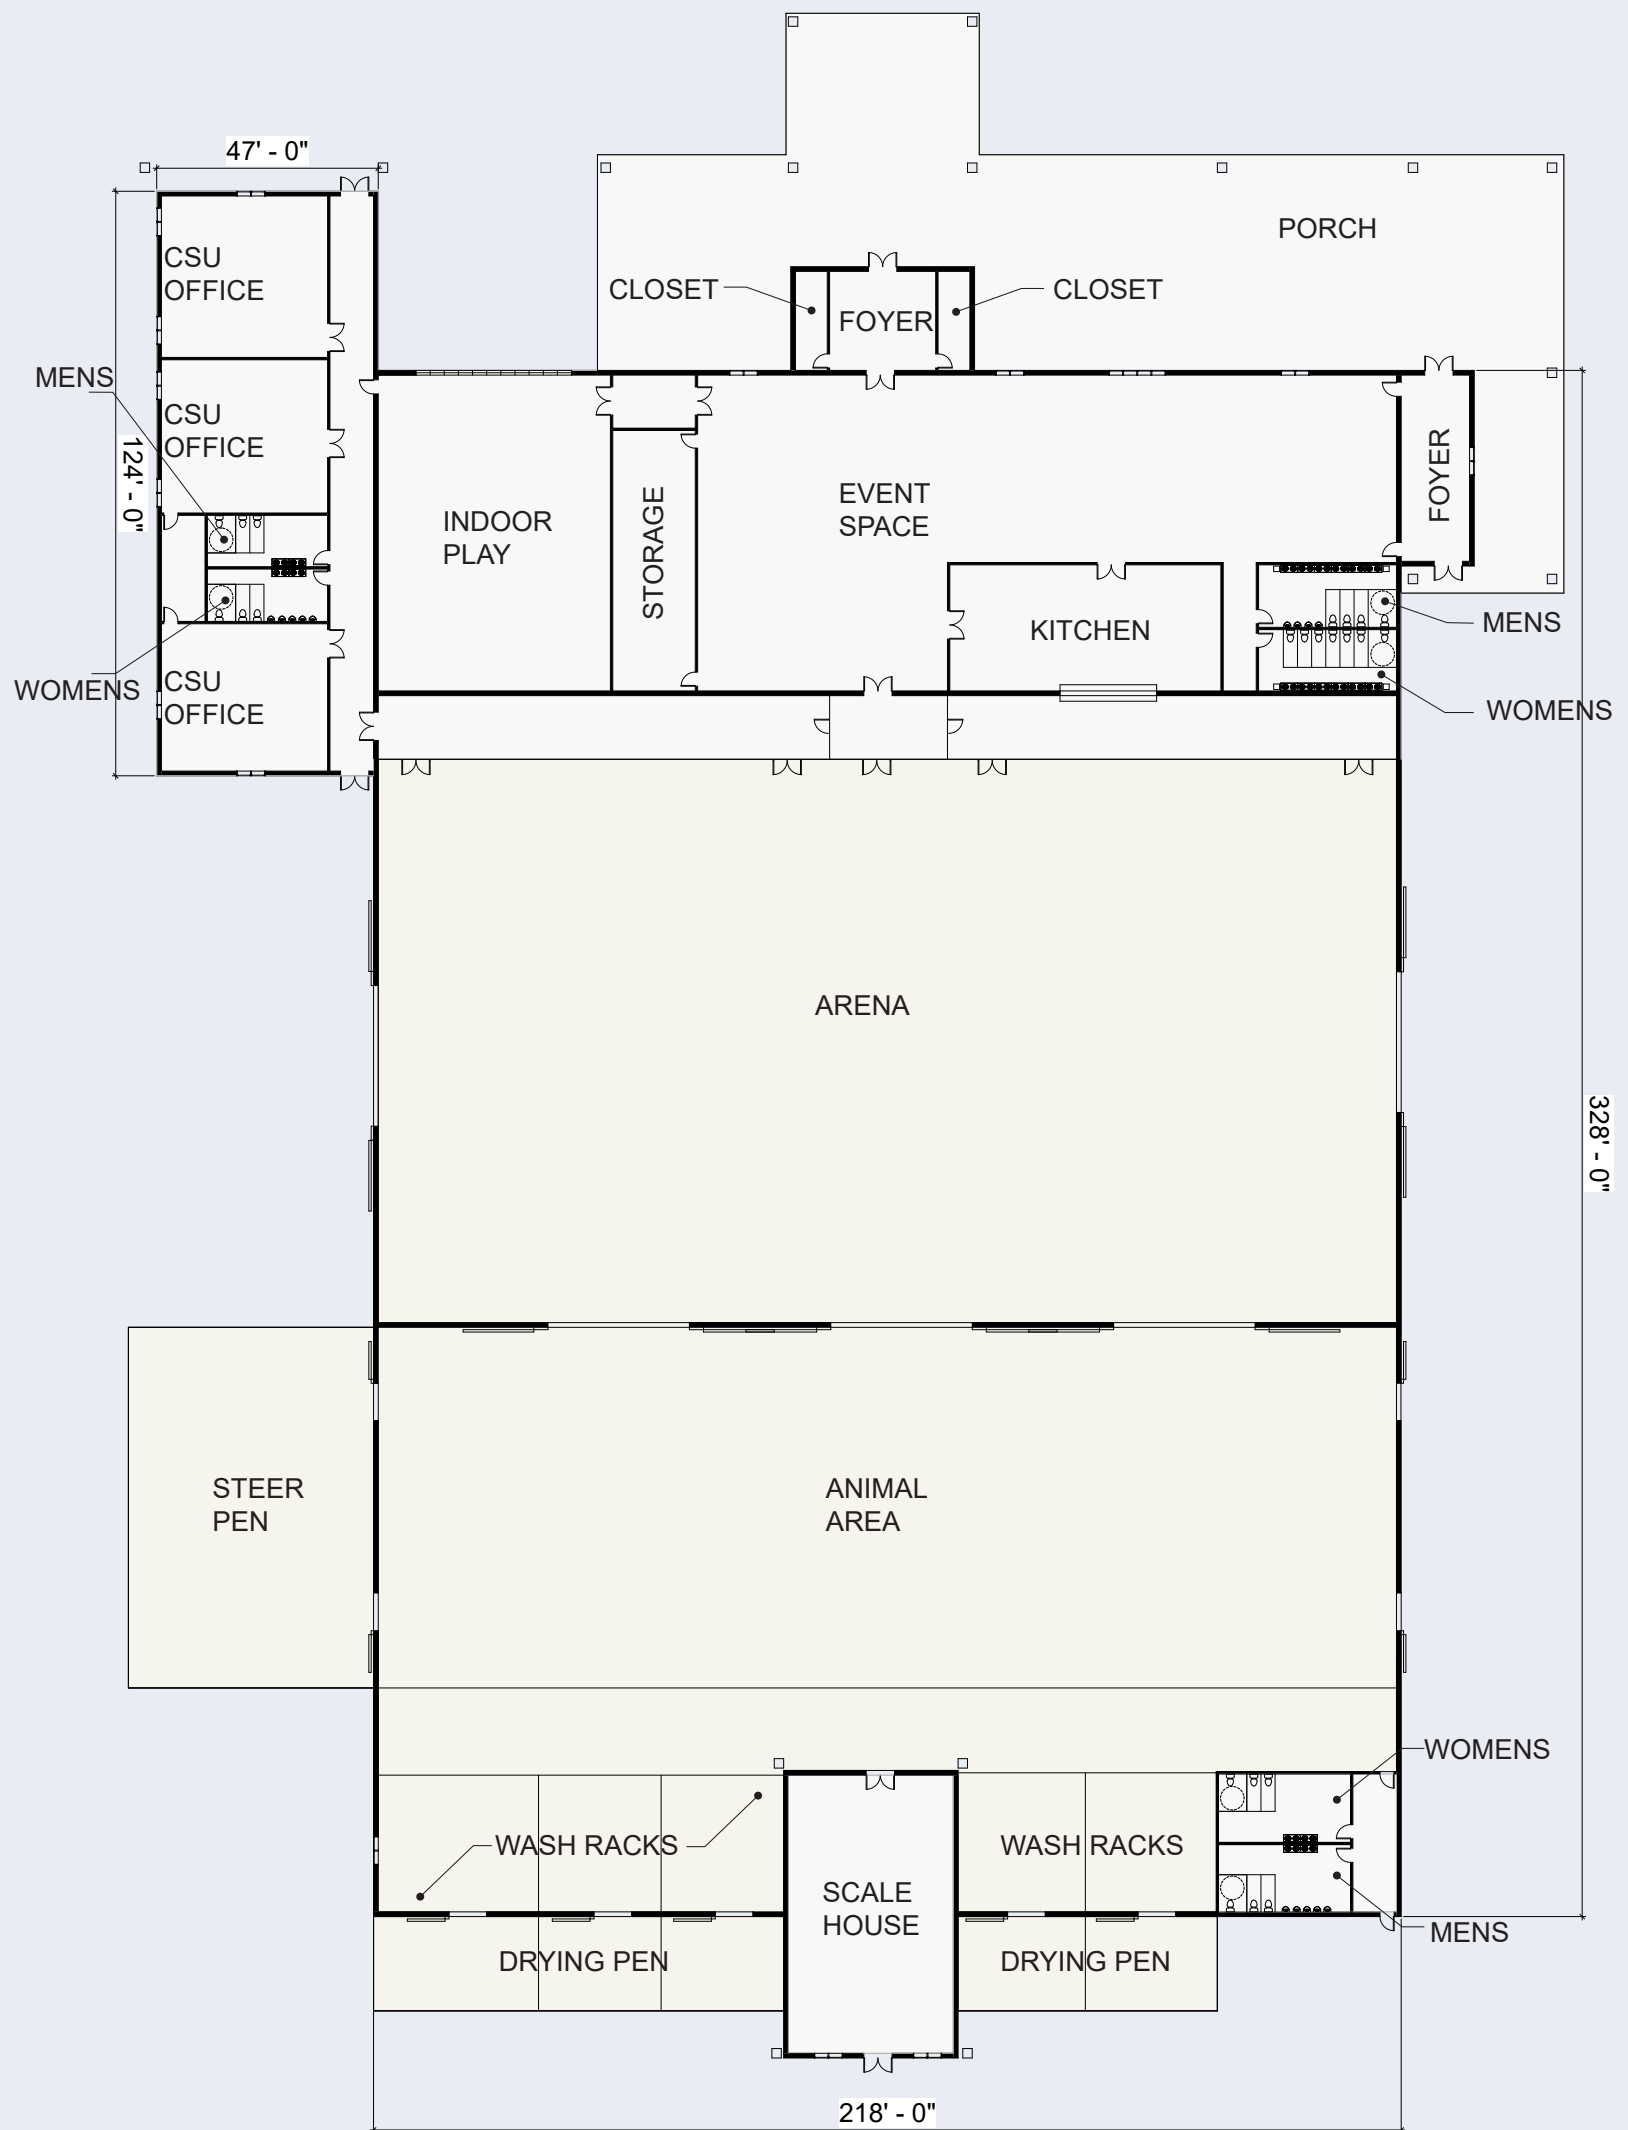 47' - 0"
PORCH
CSU
OFFICE
CLOSET
CLOSET
FOYER
MENS
CSU
OFFICE
124' - 0"
FOYER
EVENT
SPACE
INDOOR
PLAY
STORAGE
KITCHEN
MENS
WOMENS
CSU
OFFICE
WOMENS
ARENA
328' - 0"
STEER
PEN
ANIMAL
AREA
WOMENS
WASH RACKS
WASH RACKS
SCALE
HOUSE
MENS
DRYING PEN
DRYING PEN
218' - 0"